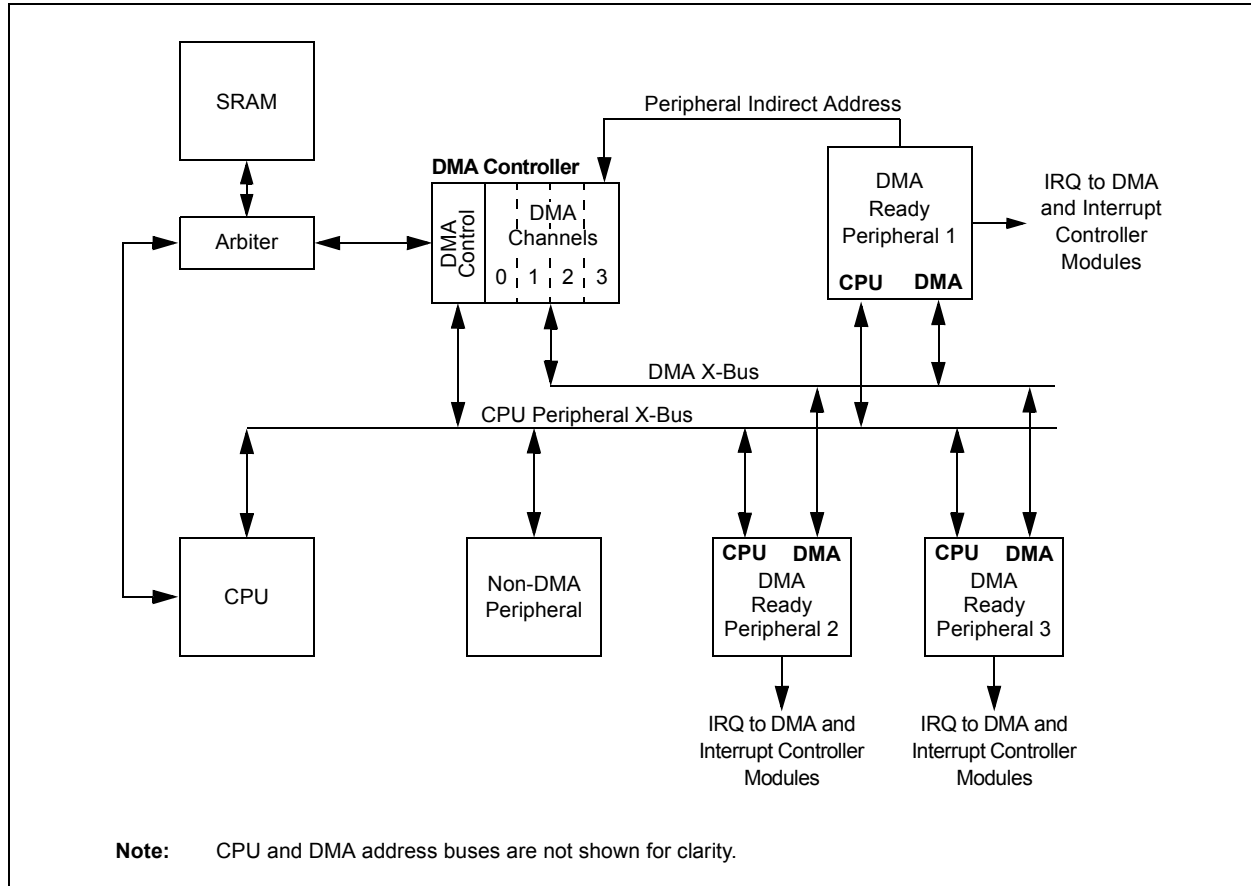 SRAM
Peripheral Indirect Address
DMA Controller
DMA
Ready
Peripheral 1
CPU DMA
IRQ to DMA
and Interrupt
Controller
Modules
Arbiter
DMA
Control
DMA
Channels
0 1 2 3
DMA X-Bus
CPU Peripheral X-Bus
CPU
Non-DMA
Peripheral
CPU DMA
DMA
Ready
Peripheral 2
CPU DMA
DMA
Ready
Peripheral 3
IRQ to DMA and
Interrupt Controller
Modules
IRQ to DMA and
Interrupt Controller
Modules
Note: CPU and DMA address buses are not shown for clarity.